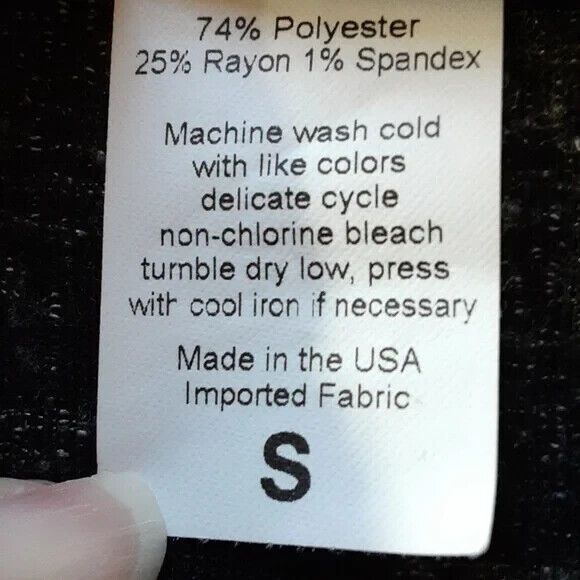 74% Polyester
25% Rayon 1% Spandex
Machine wash cold
with like colors
delicate cycle
non-chlorine bleach
tumble dry low, press
with cool iron if necessary
Made in the USA
Imported Fabric
S